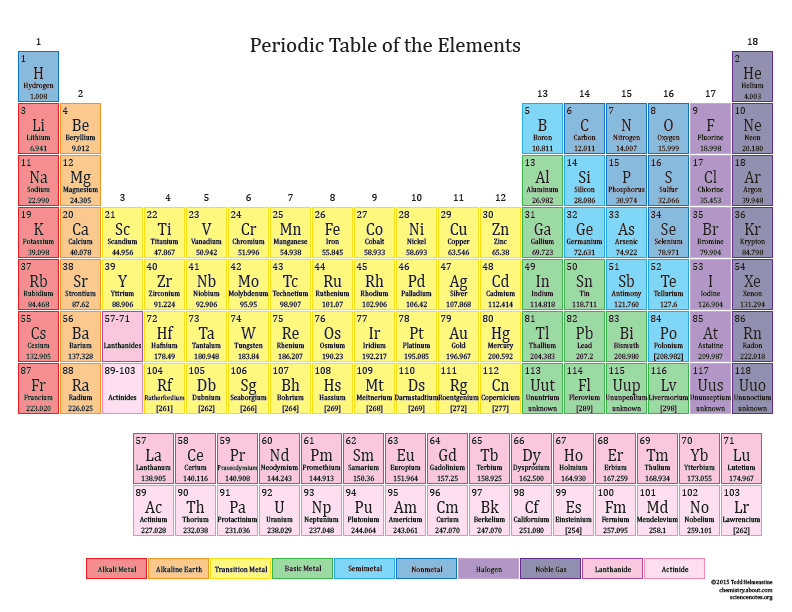 Periodic Table of the Elements
1 18
1 2
H He
Hydrogen Helium
1.008 4.003
2 13 14 15 16 17
3 4 5 6 7 8 9 10
Li Be B C N O F Ne
Lithium Beryllium Boron Carbon Nitrogen Oxygen Fluorine Neon
6.941 9.012 10.811 12.011 14.007 15.999 18.998 20.180
11 12 13 14 15 16 17 18
Na Mg Al Si P S Cl Ar
Sodium Magnesium Aluminum Silicon Phosphorus Sulfur Chlorine Argon
22.990 24.305 26.982 28.086 30.974 32.066 35.453 39.948
3 4 5 6 7 8 9 10 11 12
19 20 21 22 23 24 25 26 27 28 29 30 31 32 33 34 35 36
K Ca Sc Ti V Cr Mn Fe Co Ni Cu Zn Ga Ge As Se Br Kr
Potassium Calcium Scandium Titanium Vanadium Chromium Manganese Iron Cobalt Nickel Copper Zinc Gallium Germanium Arsenic Selenium Bromine Krypton
39.098 40.078 44.956 47.867 50.942 51.996 54.938 55.845 58.933 58.693 63.546 65.38 69.723 72.631 74.922 78.971 79.904 84.798
37 38 39 40 41 42 43 44 45 46 47 48 49 50 51 52 53 54
Rb Sr Y Zr Nb Mo Tc Ru Rh Pd Ag Cd In Sn Sb Te I Xe
Rubidium Strontium Yttrium Zirconium Niobium Molybdenum Technetium Ruthenium Rhodium Palladium Silver Cadmium Indium Tin Antimony Tellurium Iodine Xenon
84.468 87.62 88.906 91.224 92.906 95.95 98.907 101.07 102.906 106.42 107.868 112.414 114.818 118.711 121.760 127.6 126.904 131.294
55 56 57-71 72 73 74 75 76 77 78 79 80 81 82 83 84 85 86
Cs Ba Hf Ta W Re Os Ir Pt Au Hg Tl Pb Bi Po At Rn
Cesium Barium Lanthanides Hafnium Tantalum Tungsten Rhenium Osmium Iridium Platinum Gold Mercury Thallium Lead Bismuth Polonium Astatine Radon
132.905 137.328 178.49 180.948 183.84 186.207 190.23 192.217 195.085 196.967 200.592 204.383 207.2 208.980 [208.982] 209.987 222.018
87 88 89-103 104 105 106 107 108 109 110 111 112 113 114 115 116 117 118
Fr Ra Rf Db Sg Bh Hs Mt Ds Rg Cn Uut Fl Uup Lv Uus Uuo
Francium Radium Actinides Rutherfordium Dubnium Seaborgium Bohrium Hassium Meitnerium Darmstadtium Roentgenium Copernicium Ununtrium Flerovium Ununpentium Livermorium Ununseptium Ununoctium
223.020 226.025 [261] [262] [266] [264] [269] [268] [269] [272] [277] unknown [289] unknown [298] unknown unknown
57 58 59 60 61 62 63 64 65 66 67 68 69 70 71
La Ce Pr Nd Pm Sm Eu Gd Tb Dy Ho Er Tm Yb Lu
Lanthanum Cerium Praseodymium Neodymium Promethium Samarium Europium Gadolinium Terbium Dysprosium Holmium Erbium Thulium Ytterbium Lutetium
138.905 140.116 140.908 144.243 144.913 150.36 151.964 157.25 158.925 162.500 164.930 167.259 168.934 173.055 174.967
89 90 91 92 93 94 95 96 97 98 99 100 101 102 103
Ac Th Pa U Np Pu Am Cm Bk Cf Es Fm Md No Lr
Actinium Thorium Protactinium Uranium Neptunium Plutonium Americium Curium Berkelium Californium Einsteinium Fermium Mendelevium Nobelium Lawrencium
227.028 232.038 231.036 238.029 237.048 244.064 243.061 247.070 247.070 251.080 [254] 257.095 258.1 259.101 [262]
Alkali Metal Alkaline Earth Transition Metal Basic Metal Semimetal Nonmetal Halogen Noble Gas Lanthanide Actinide
©2015 Todd Helmenstine
chemistry.about.com
sciencenotes.org